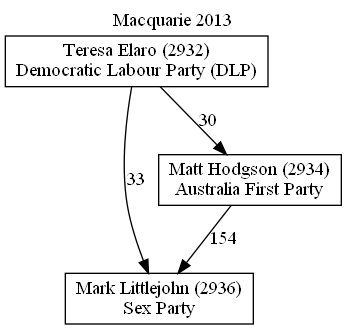 Macquarie 2013
Teresa Elaro (2932)
Democratic Labour Party (DLP)
30
Matt Hodgson (2934)
Australia First Party
33
154
Mark Littlejohn (2936)
Sex Party